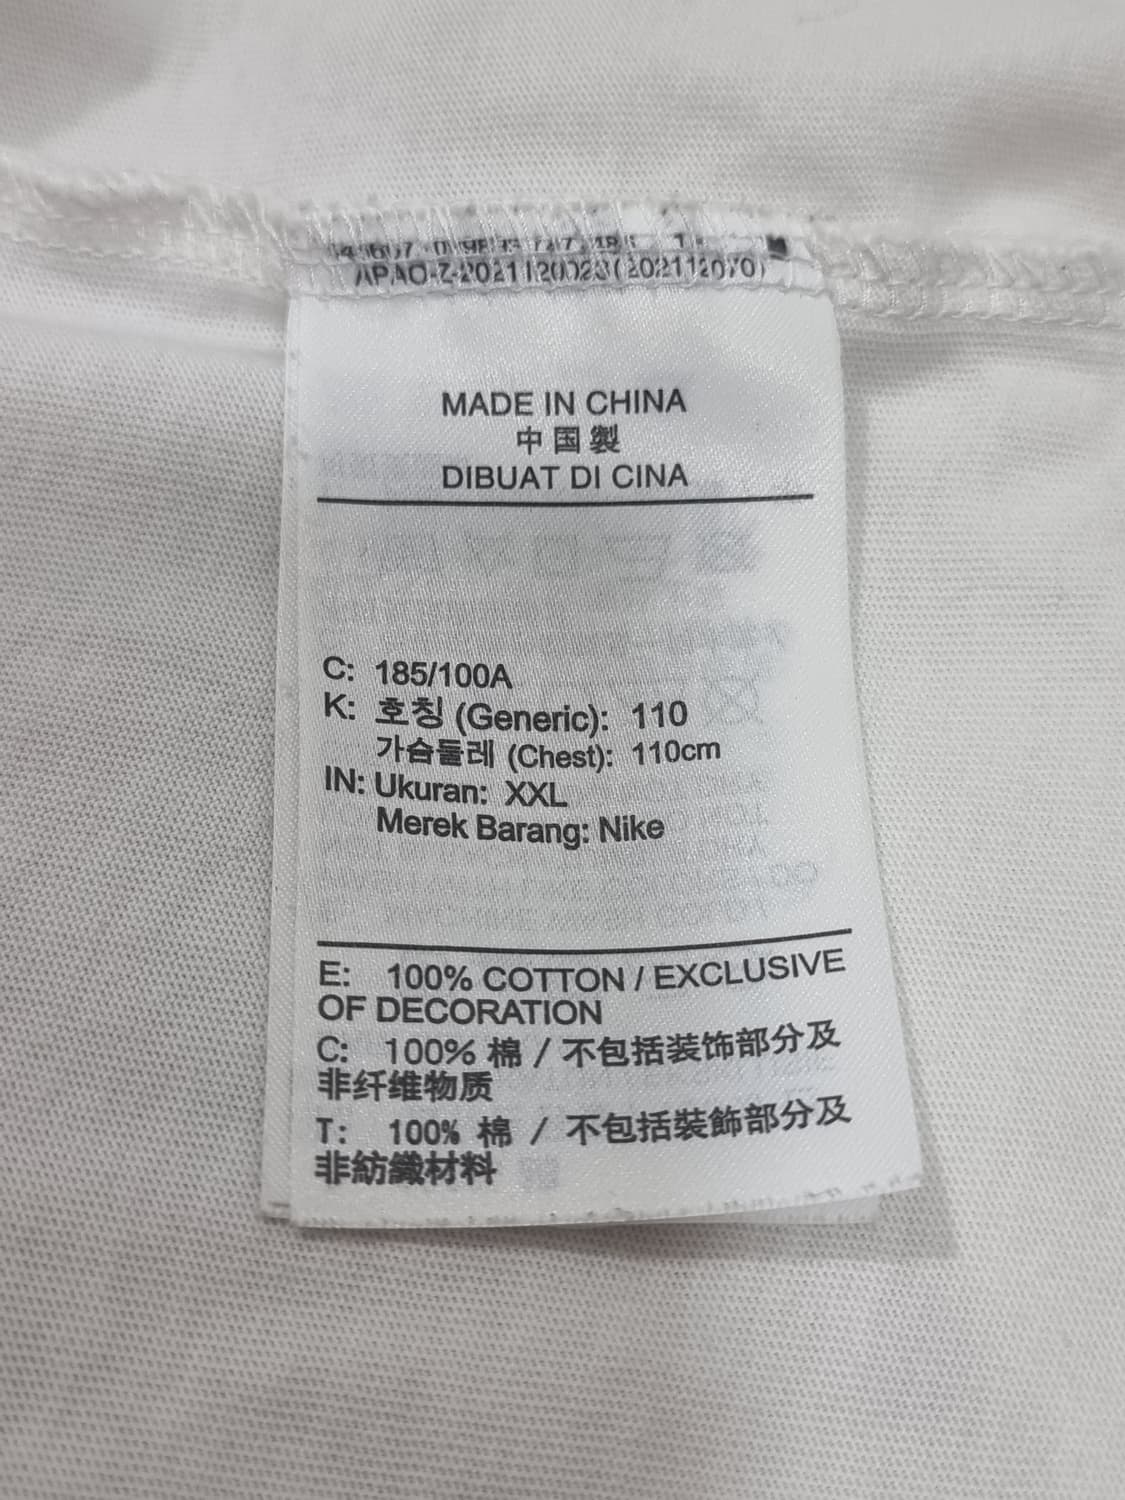 MADE IN CHINA
中国製
DIBUAT DI CINA
C: 185/100A
K: 호칭 (Generic): 110
가슴둘레 (Chest): 110cm
IN: Ukuran: XXL
Merek Barang: Nike
E: 100% COTTON / EXCLUSIVE
OF DECORATION
C: 100% 棉 / 不包括装饰部分及
非纤维物质
T: 100% 棉 / 不包括裝飾部分及
非紡織材料